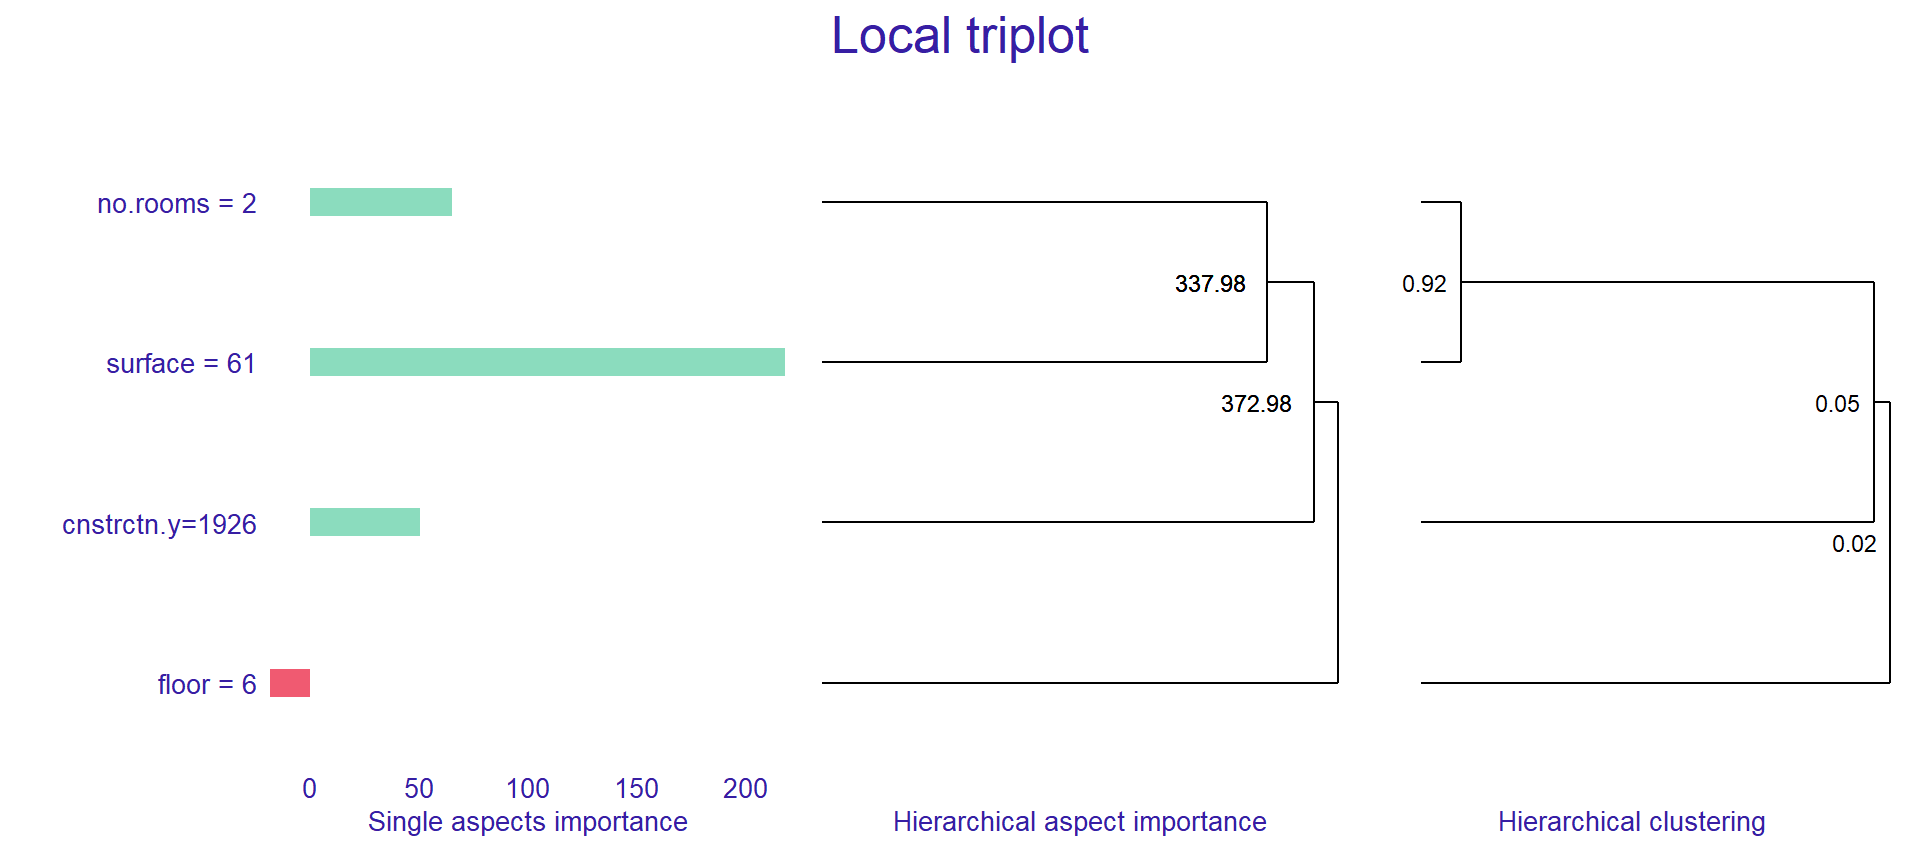 Local triplot
no.rooms = 2
337.98
0.92
surface = 61
372.98
0.05
cnstrctn.y=1926
0.02
floor = 6
0 50 100 150 200
Single aspects importance
Hierarchical aspect importance
Hierarchical clustering